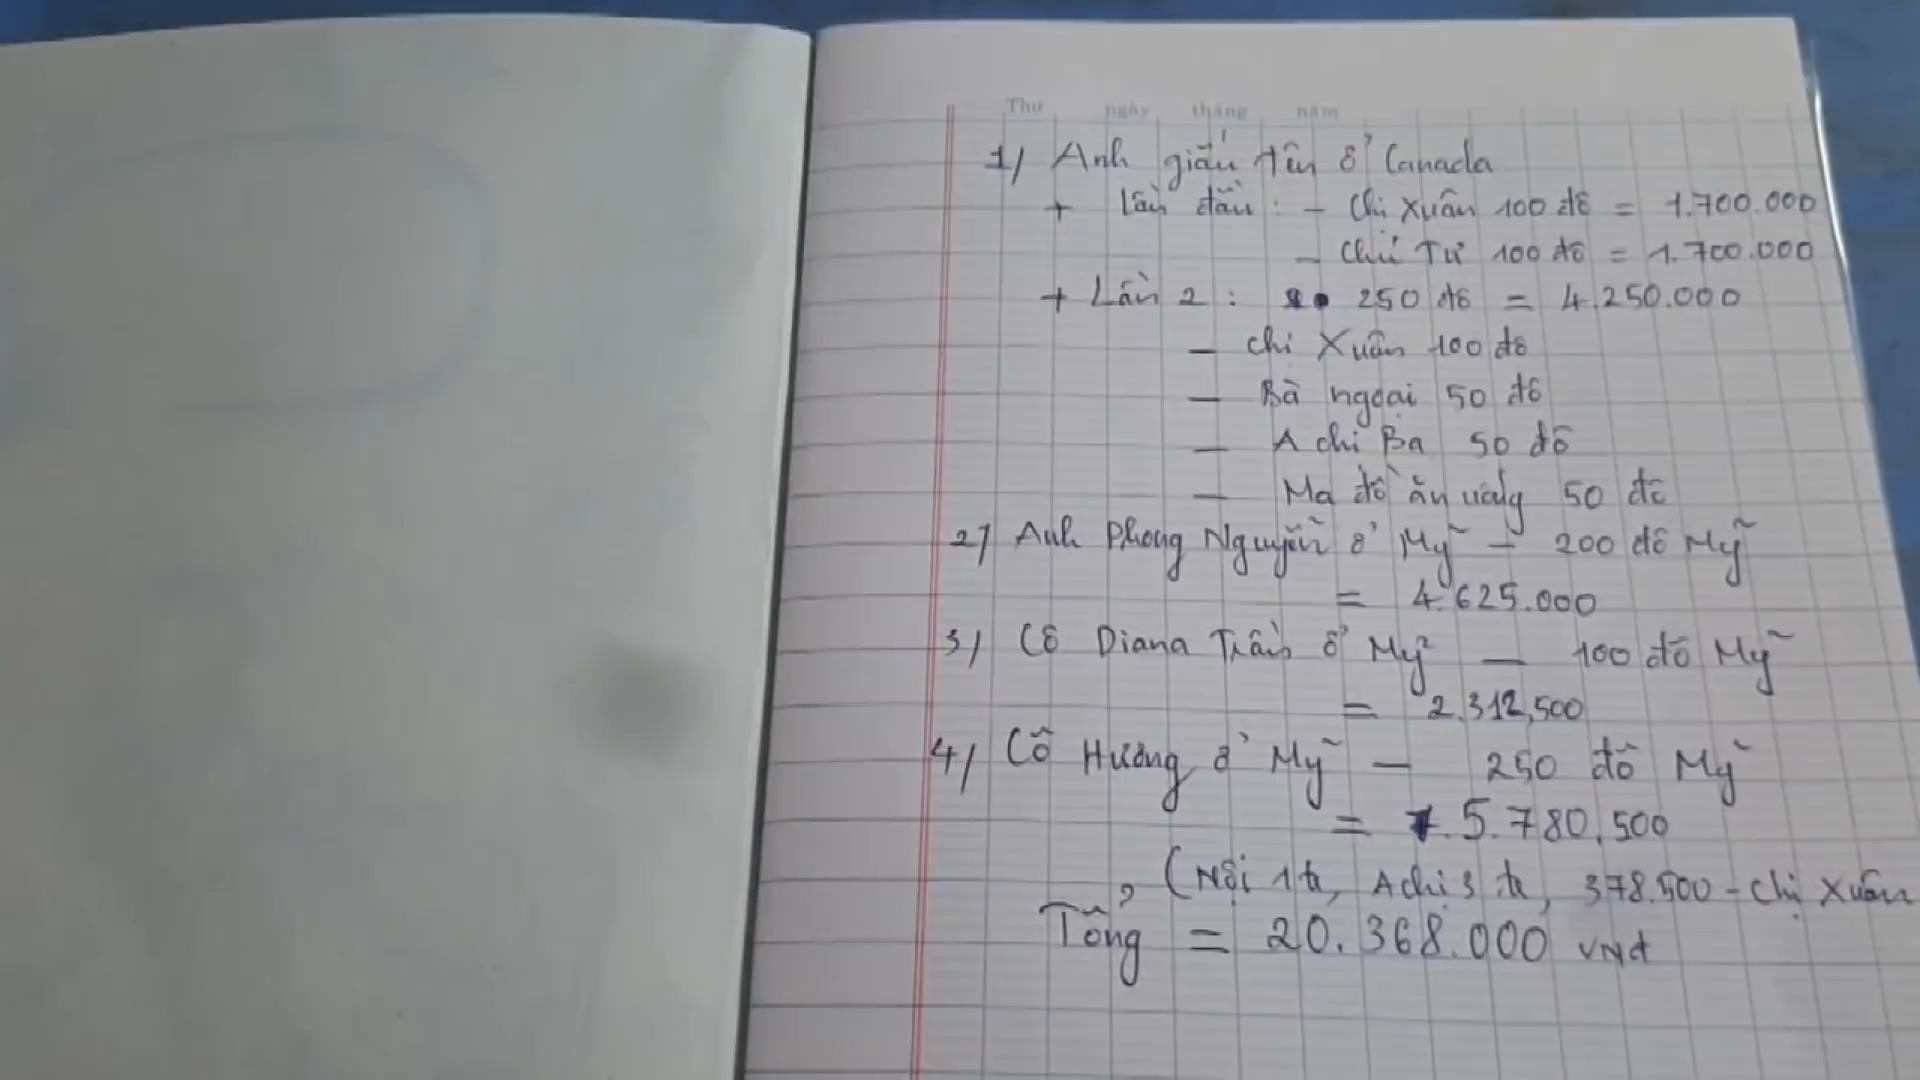 Thứ ngày tháng năm
1/ Anh giấu tên ở Canada
+ Lần đầu : - Chị Xuân 100 đô = 1.700.000
- Chú Tư 100 đô = 1.700.000
+ Lần 2 : 250 đô = 4.250.000
- chị Xuân 100 đô
- Bà ngoại 50 đô
- A chị Ba 50 đô
- Ma đồ ăn uống 50 đô
2/ Anh Phong Nguyễn ở Mỹ - 200 đô Mỹ
= 4.625.000
3/ Cô Diana Trần ở Mỹ - 100 đô Mỹ
= 2.312,500
4/ Cô Hương ở Mỹ - 250 đô Mỹ
= 5.780,500
(Nội 1tr, A chị 3 tr, 378.500 - Chị Xuân
Tổng = 20.368.000 vnđ